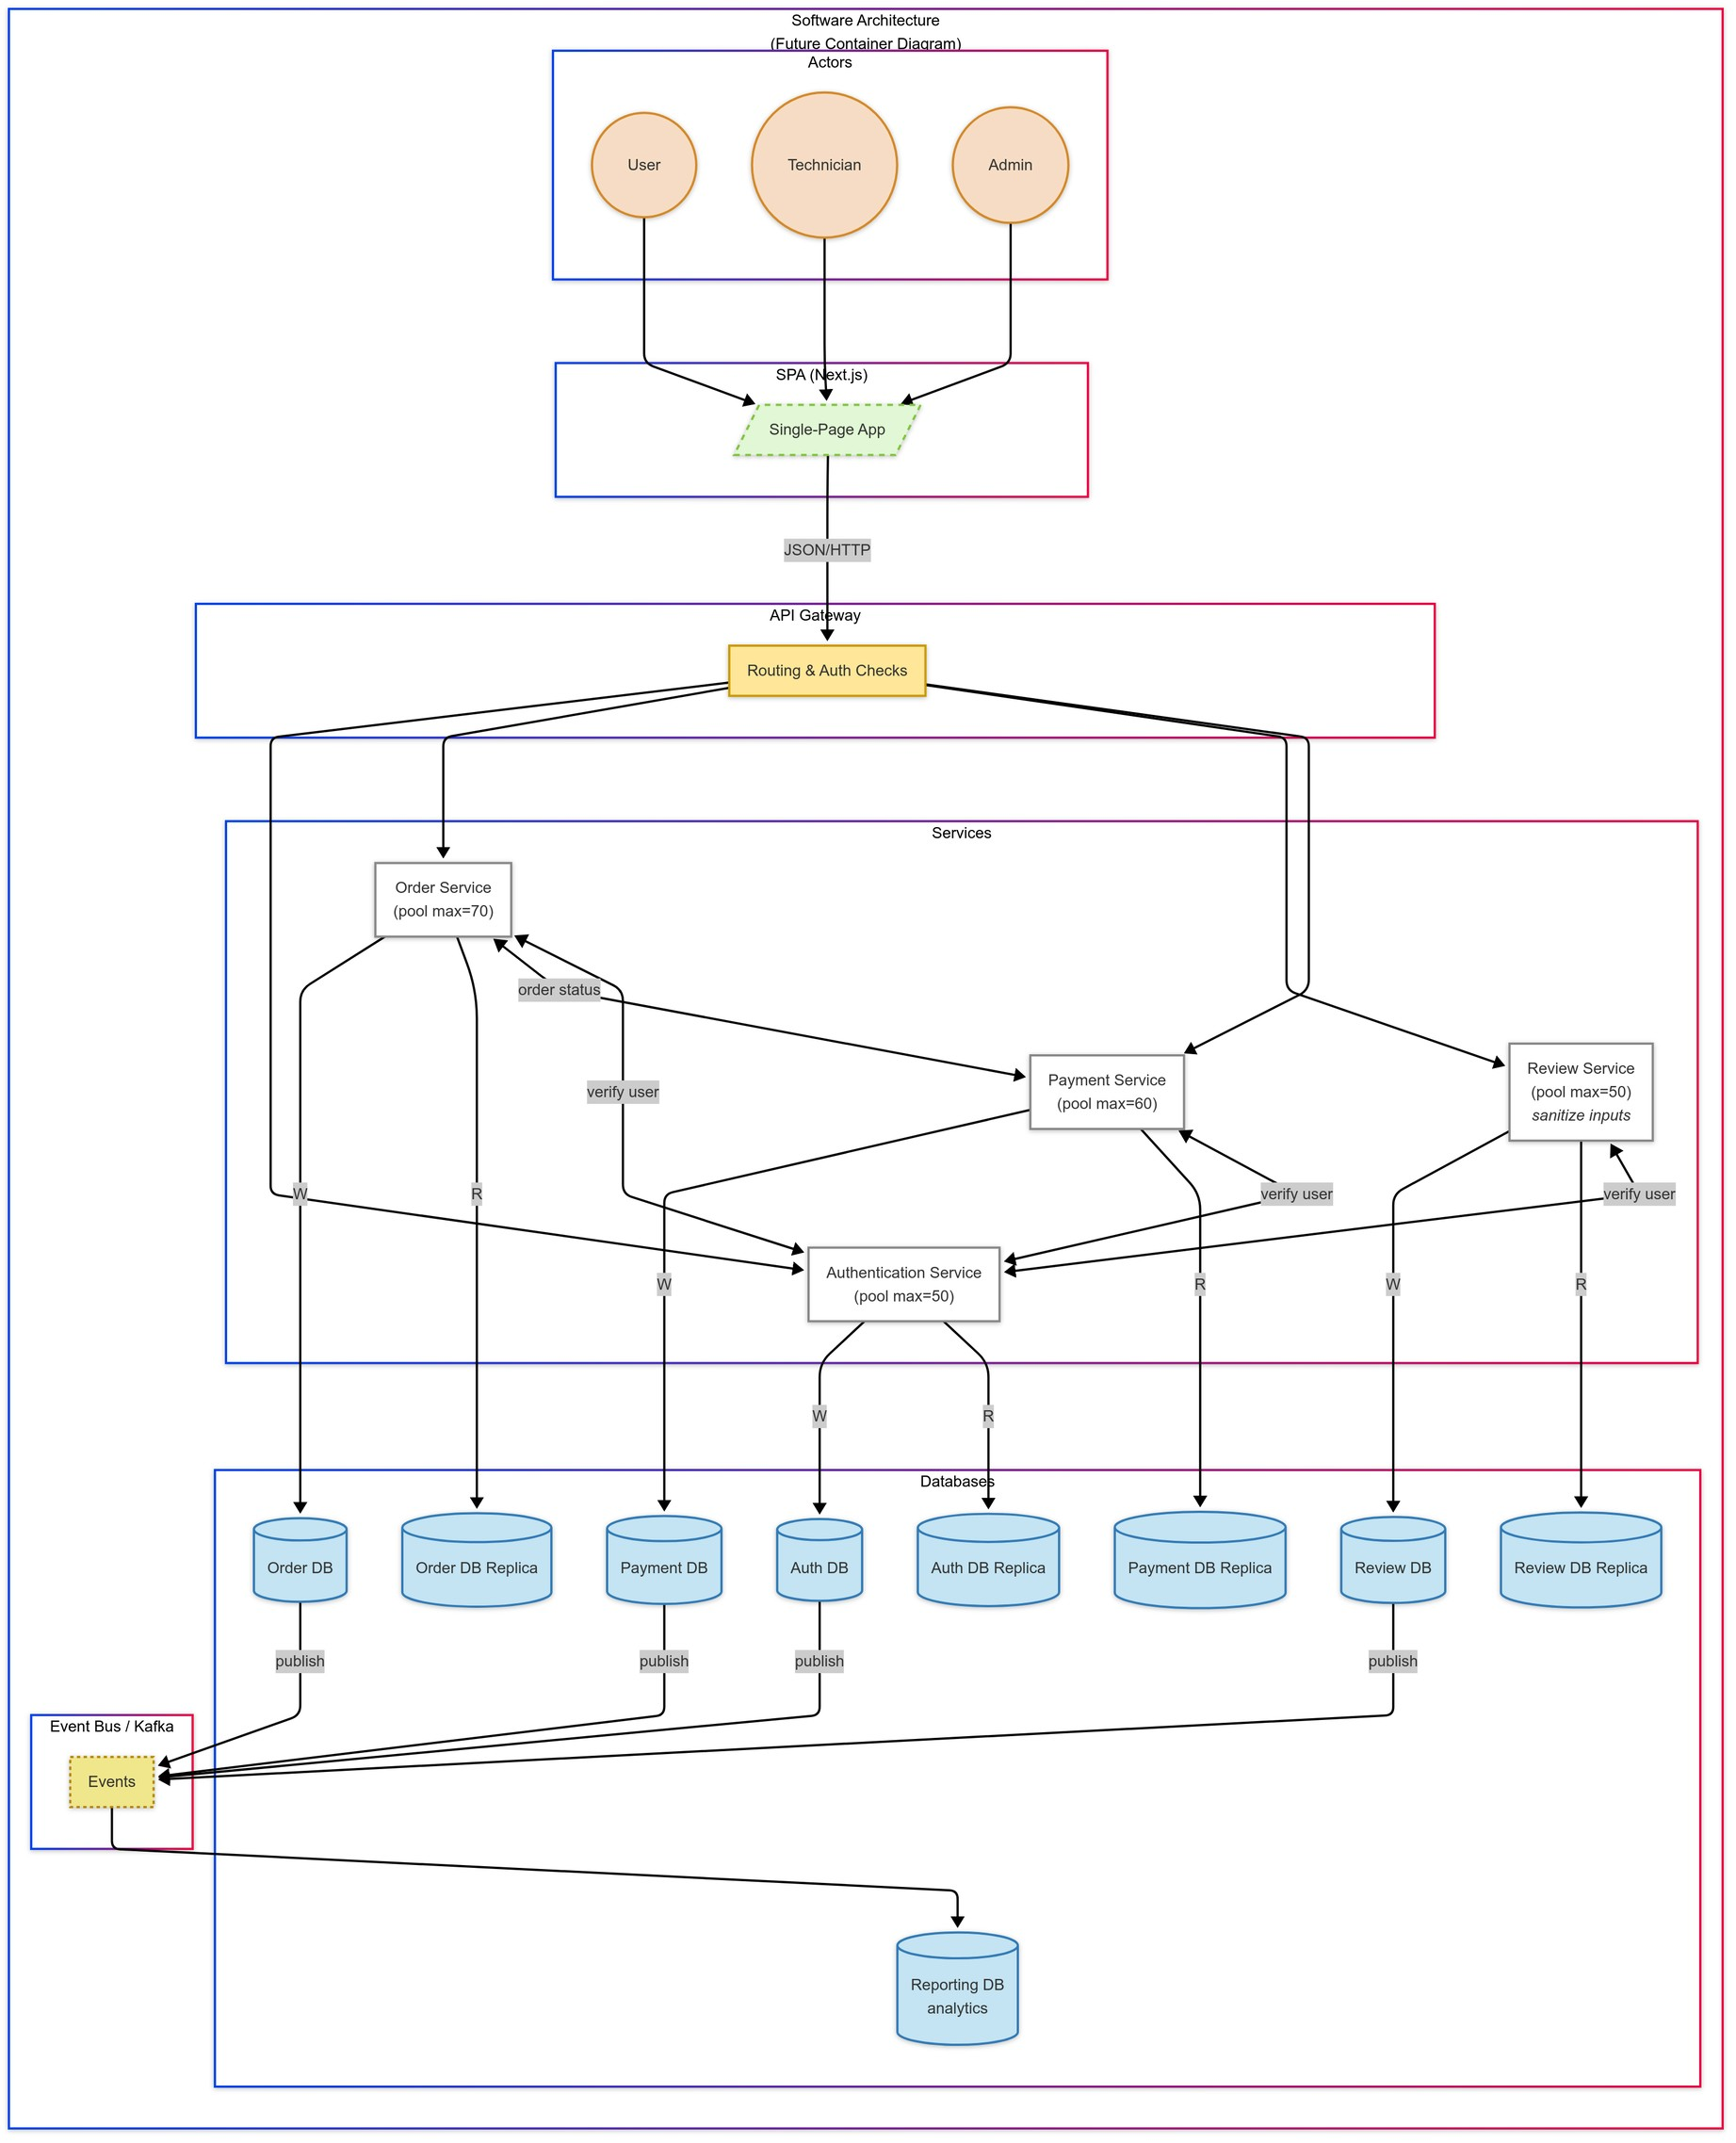 Software Architecture
(Future Container Diagram)
Actors
User
Technician
Admin
SPA (Next.js)
Single-Page App
JSON/HTTP
API Gateway
Routing & Auth Checks
Services
Order Service
(pool max=70)
order status
verify user
Payment Service
(pool max=60)
Review Service
(pool max=50)
sanitize inputs
W
R
verify user
verify user
Authentication Service
(pool max=50)
W
R
W
R
W
R
Databases
Order DB
Order DB Replica
Payment DB
Auth DB
Auth DB Replica
Payment DB Replica
Review DB
Review DB Replica
publish
publish
publish
publish
Event Bus / Kafka
Events
Reporting DB
analytics